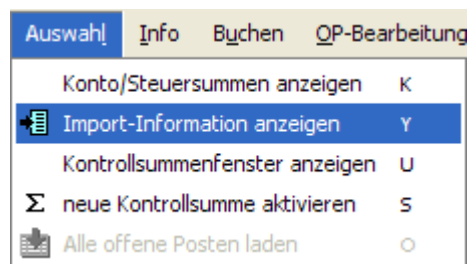 Auswahl Info Buchen OP-Bearbeitung
Konto/Steuersummen anzeigen K
Import-Information anzeigen Y
Kontrollsummenfenster anzeigen U
Σ neue Kontrollsumme aktivieren S
Alle offene Posten laden O